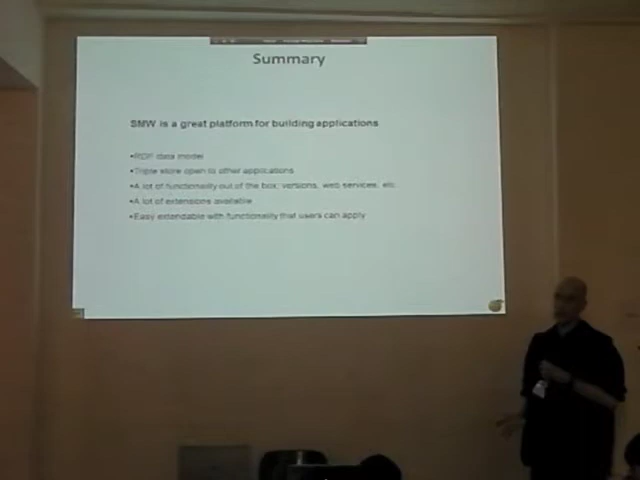 Summary
SMW is a great platform for building applications
•RDF data model
•Triple store open to other applications
•A lot of functionality out of the box: versions, web services, etc
•A lot of extensions available
•Easy extendable with functionality that users can apply